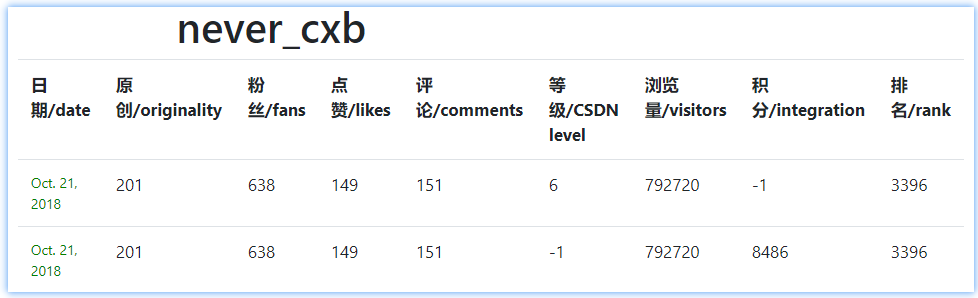 never_cxb
日 原 粉 点 评 等 浏览 积 排
期/date 创/originality 丝/fans 赞/likes 论/comments 级/CSDN 量/visitors 分/integration 名/rank
level
Oct. 21, 201 638 149 151 6 792720 -1 3396
2018
Oct. 21, 201 638 149 151 -1 792720 8486 3396
2018